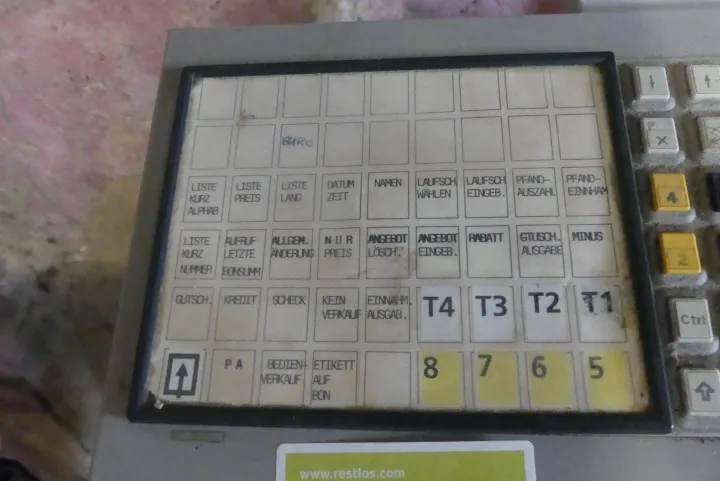 BÜRO
LISTE KURZ ALPHAB
LISTE PREIS
LISTE LANG
DATUM ZEIT
NAMEN
LAUFSCH WÄHLEN
LAUFSCH EINGEB.
PFAND- AUSZAHL
PFAND- EINNHAM
LISTE KURZ NUMMER
AUFRUF LETZTE BONSUMM
ALLGEM. ÄNDERUNG
NUR PREIS
ANGEBOT LÖSCH.
ANGEBOT EINGEB.
RABATT
GTUSCH. AUSGABE
MINUS
GUTSCH.
KREDIT
SCHECK
KEIN VERKAUF
EINNAHM. AUSGAB.
T4
T3
T2
T1
PA
BEDIEN- VERKAUF
ETIKETT AUF BON
8
7
6
5
4
2
Ctrl
www.restlos.com